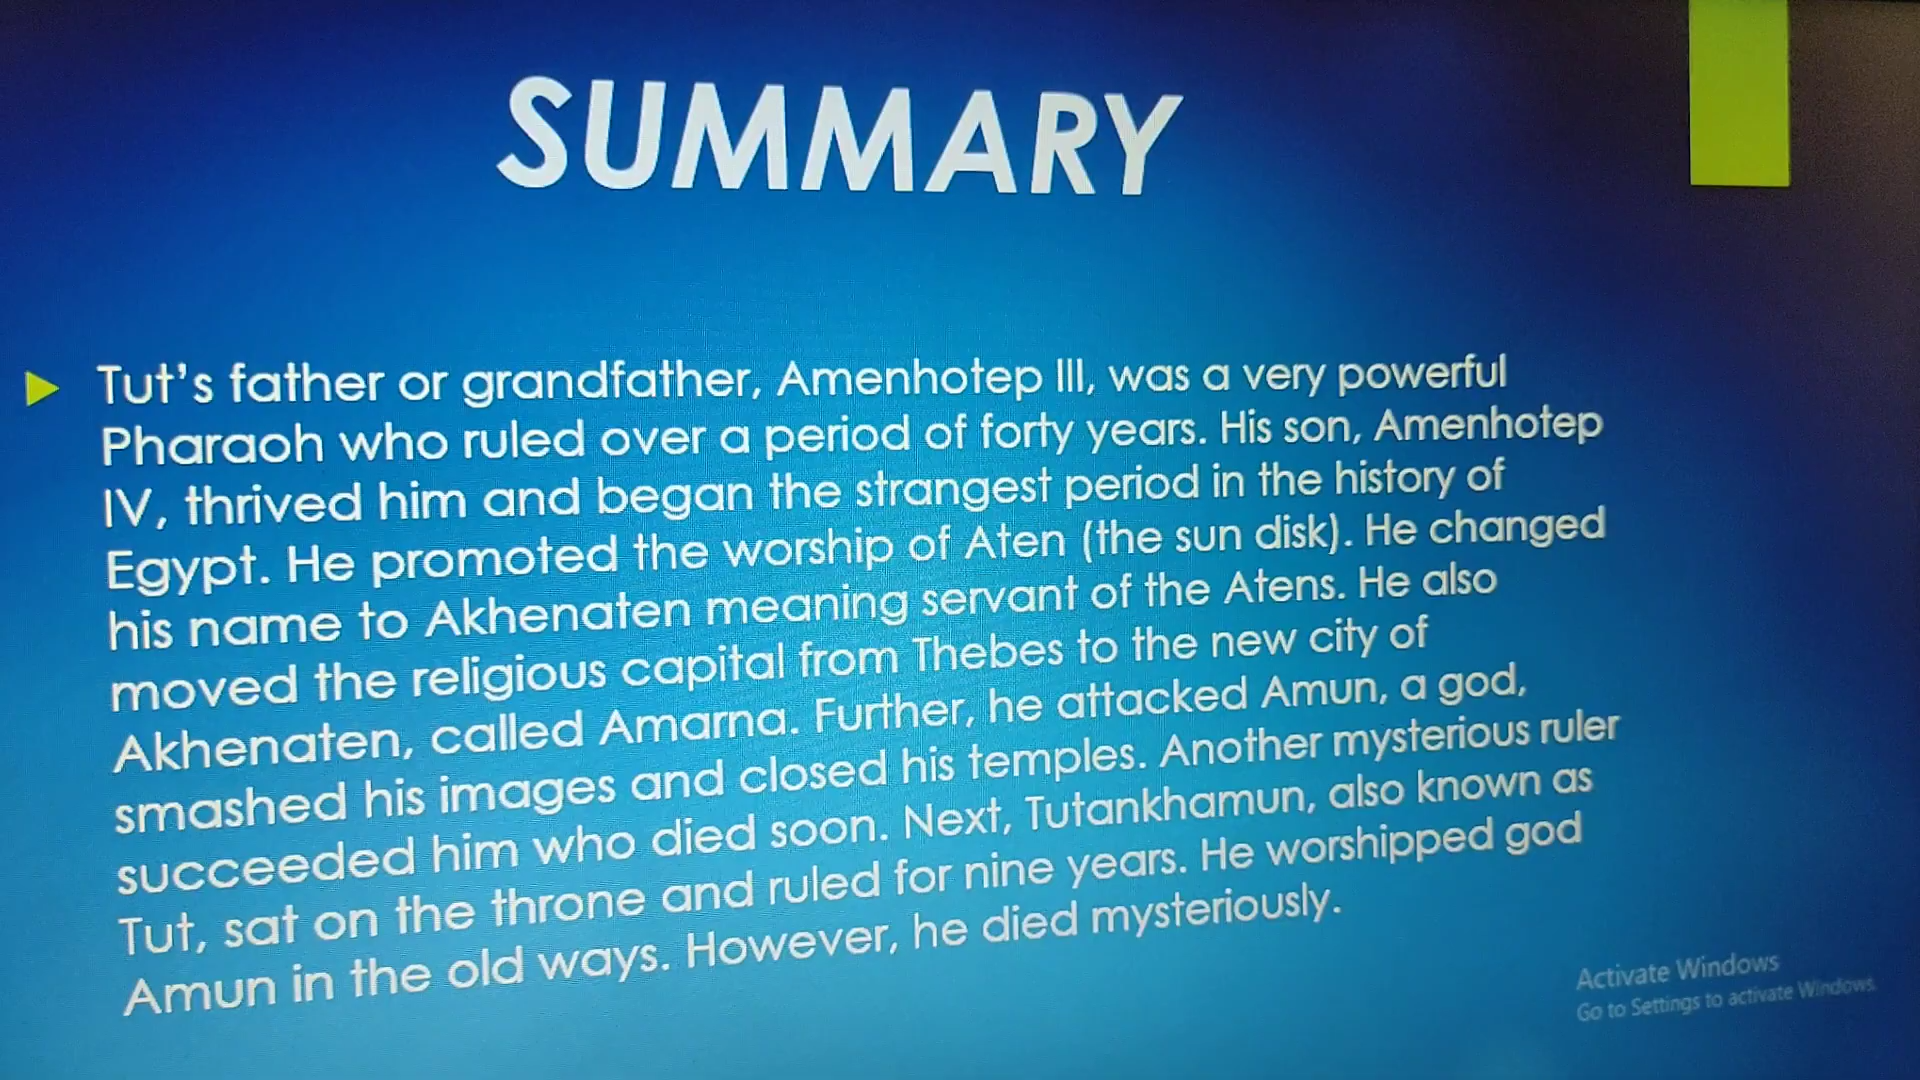 SUMMARY
Tut's father or grandfather, Amenhotep III, was a very powerful
Pharaoh who ruled over a period of forty years. His son, Amenhotep
IV, thrived him and began the strangest period in the history of
Egypt. He promoted the worship of Aten (the sun disk). He changed
his name to Akhenaten meaning servant of the Atens. He also
moved the religious capital from Thebes to the new city of
Akhenaten, called Amarna. Further, he attacked Amun, a god,
smashed his images and closed his temples. Another mysterious ruler
succeeded him who died soon. Next, Tutankhamun, also known as
Tut, sat on the throne and ruled for nine years. He worshipped god
Amun in the old ways. However, he died mysteriously.
Activate Windows
Go to Settings to activate Windows.